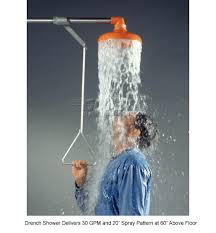 Drench Shower Delivers 30 GPM and 20" Spray Pattern at 60" Above Floor